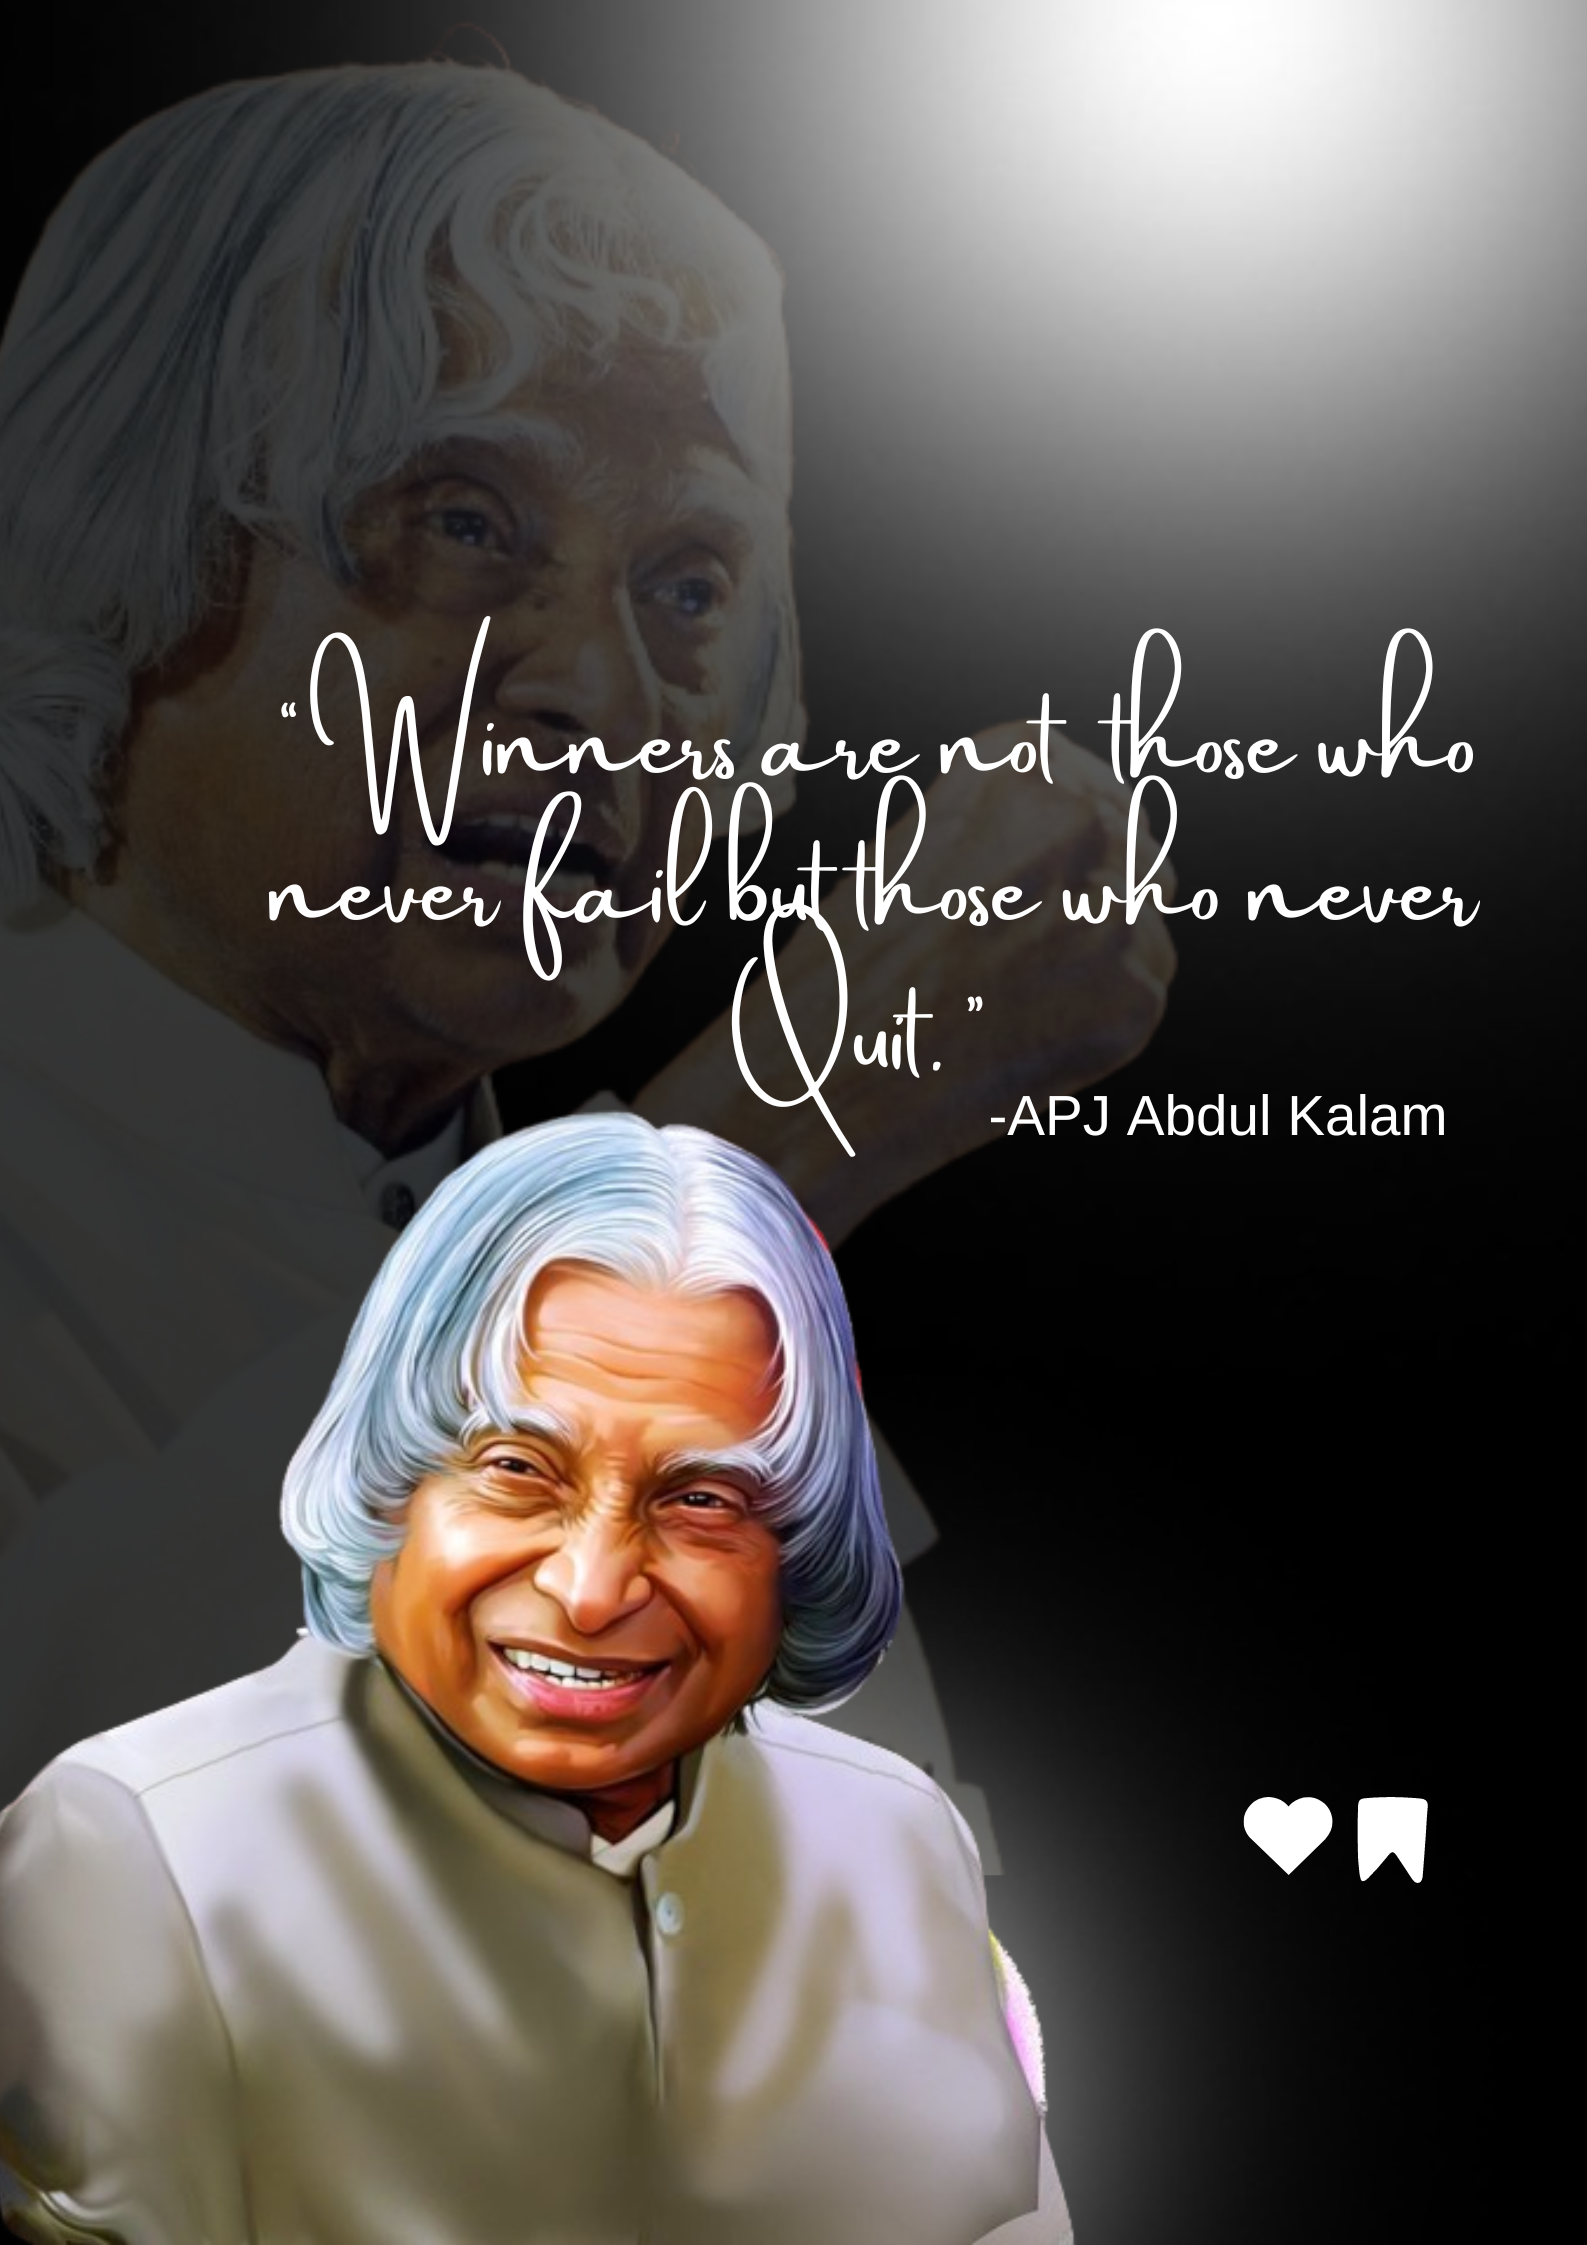 “Winners are not those who
never fail but those who never
Quit.”
-APJ Abdul Kalam